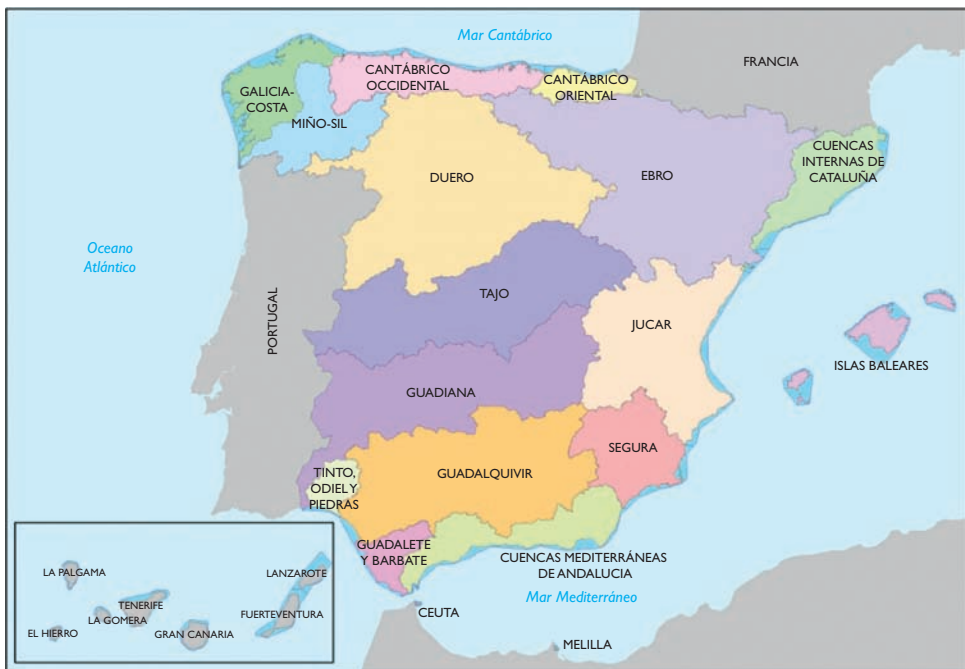 Mar Cantábrico
FRANCIA
CANTÁBRICO
OCCIDENTAL
CANTÁBRICO
ORIENTAL
GALICIA-
COSTA
MIÑO-SIL
CUENCAS
INTERNAS DE
CATALUÑA
DUERO
EBRO
Oceano
Atlántico
TAJO
PORTUGAL
JUCAR
ISLAS BALEARES
GUADIANA
SEGURA
TINTO,
ODIEL Y
PIEDRAS
GUADALQUIVIR
GUADALETE
Y BARBATE
CUENCAS MEDITERRÁNEAS
DE ANDALUCIA
Mar Mediterráneo
CEUTA
MELILLA
LA PALGAMA
LANZAROTE
TENERIFE
LA GOMERA
FUERTEVENTURA
EL HIERRO
GRAN CANARIA